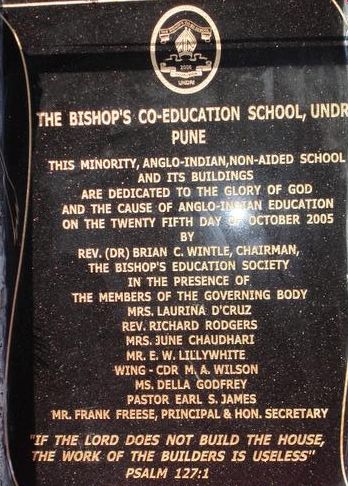 2006
UNDRI
THE BISHOP'S CO-EDUCATION SCHOOL, UNDR
PUNE
THIS MINORITY, ANGLO-INDIAN, NON-AIDED SCHOOL
AND ITS BUILDINGS
ARE DEDICATED TO THE GLORY OF GOD
AND THE CAUSE OF ANGLO-INDIAN EDUCATION
ON THE TWENTY FIFTH DAY OF OCTOBER 2005
BY
REV. (DR) BRIAN C. WINTLE, CHAIRMAN,
THE BISHOP'S EDUCATION SOCIETY
IN THE PRESENCE OF
THE MEMBERS OF THE GOVERNING BODY
MRS. LAURINA D'CRUZ
REV. RICHARD RODGERS
MRS. JUNE CHAUDHARI
MR. E. W. LILLYWHITE
WING - CDR M. A. WILSON
MS. DELLA GODFREY
PASTOR EARL S. JAMES
MR. FRANK FREESE, PRINCIPAL & HON. SECRETARY
"IF THE LORD DOES NOT BUILD THE HOUSE,
THE WORK OF THE BUILDERS IS USELESS"
PSALM 127:1